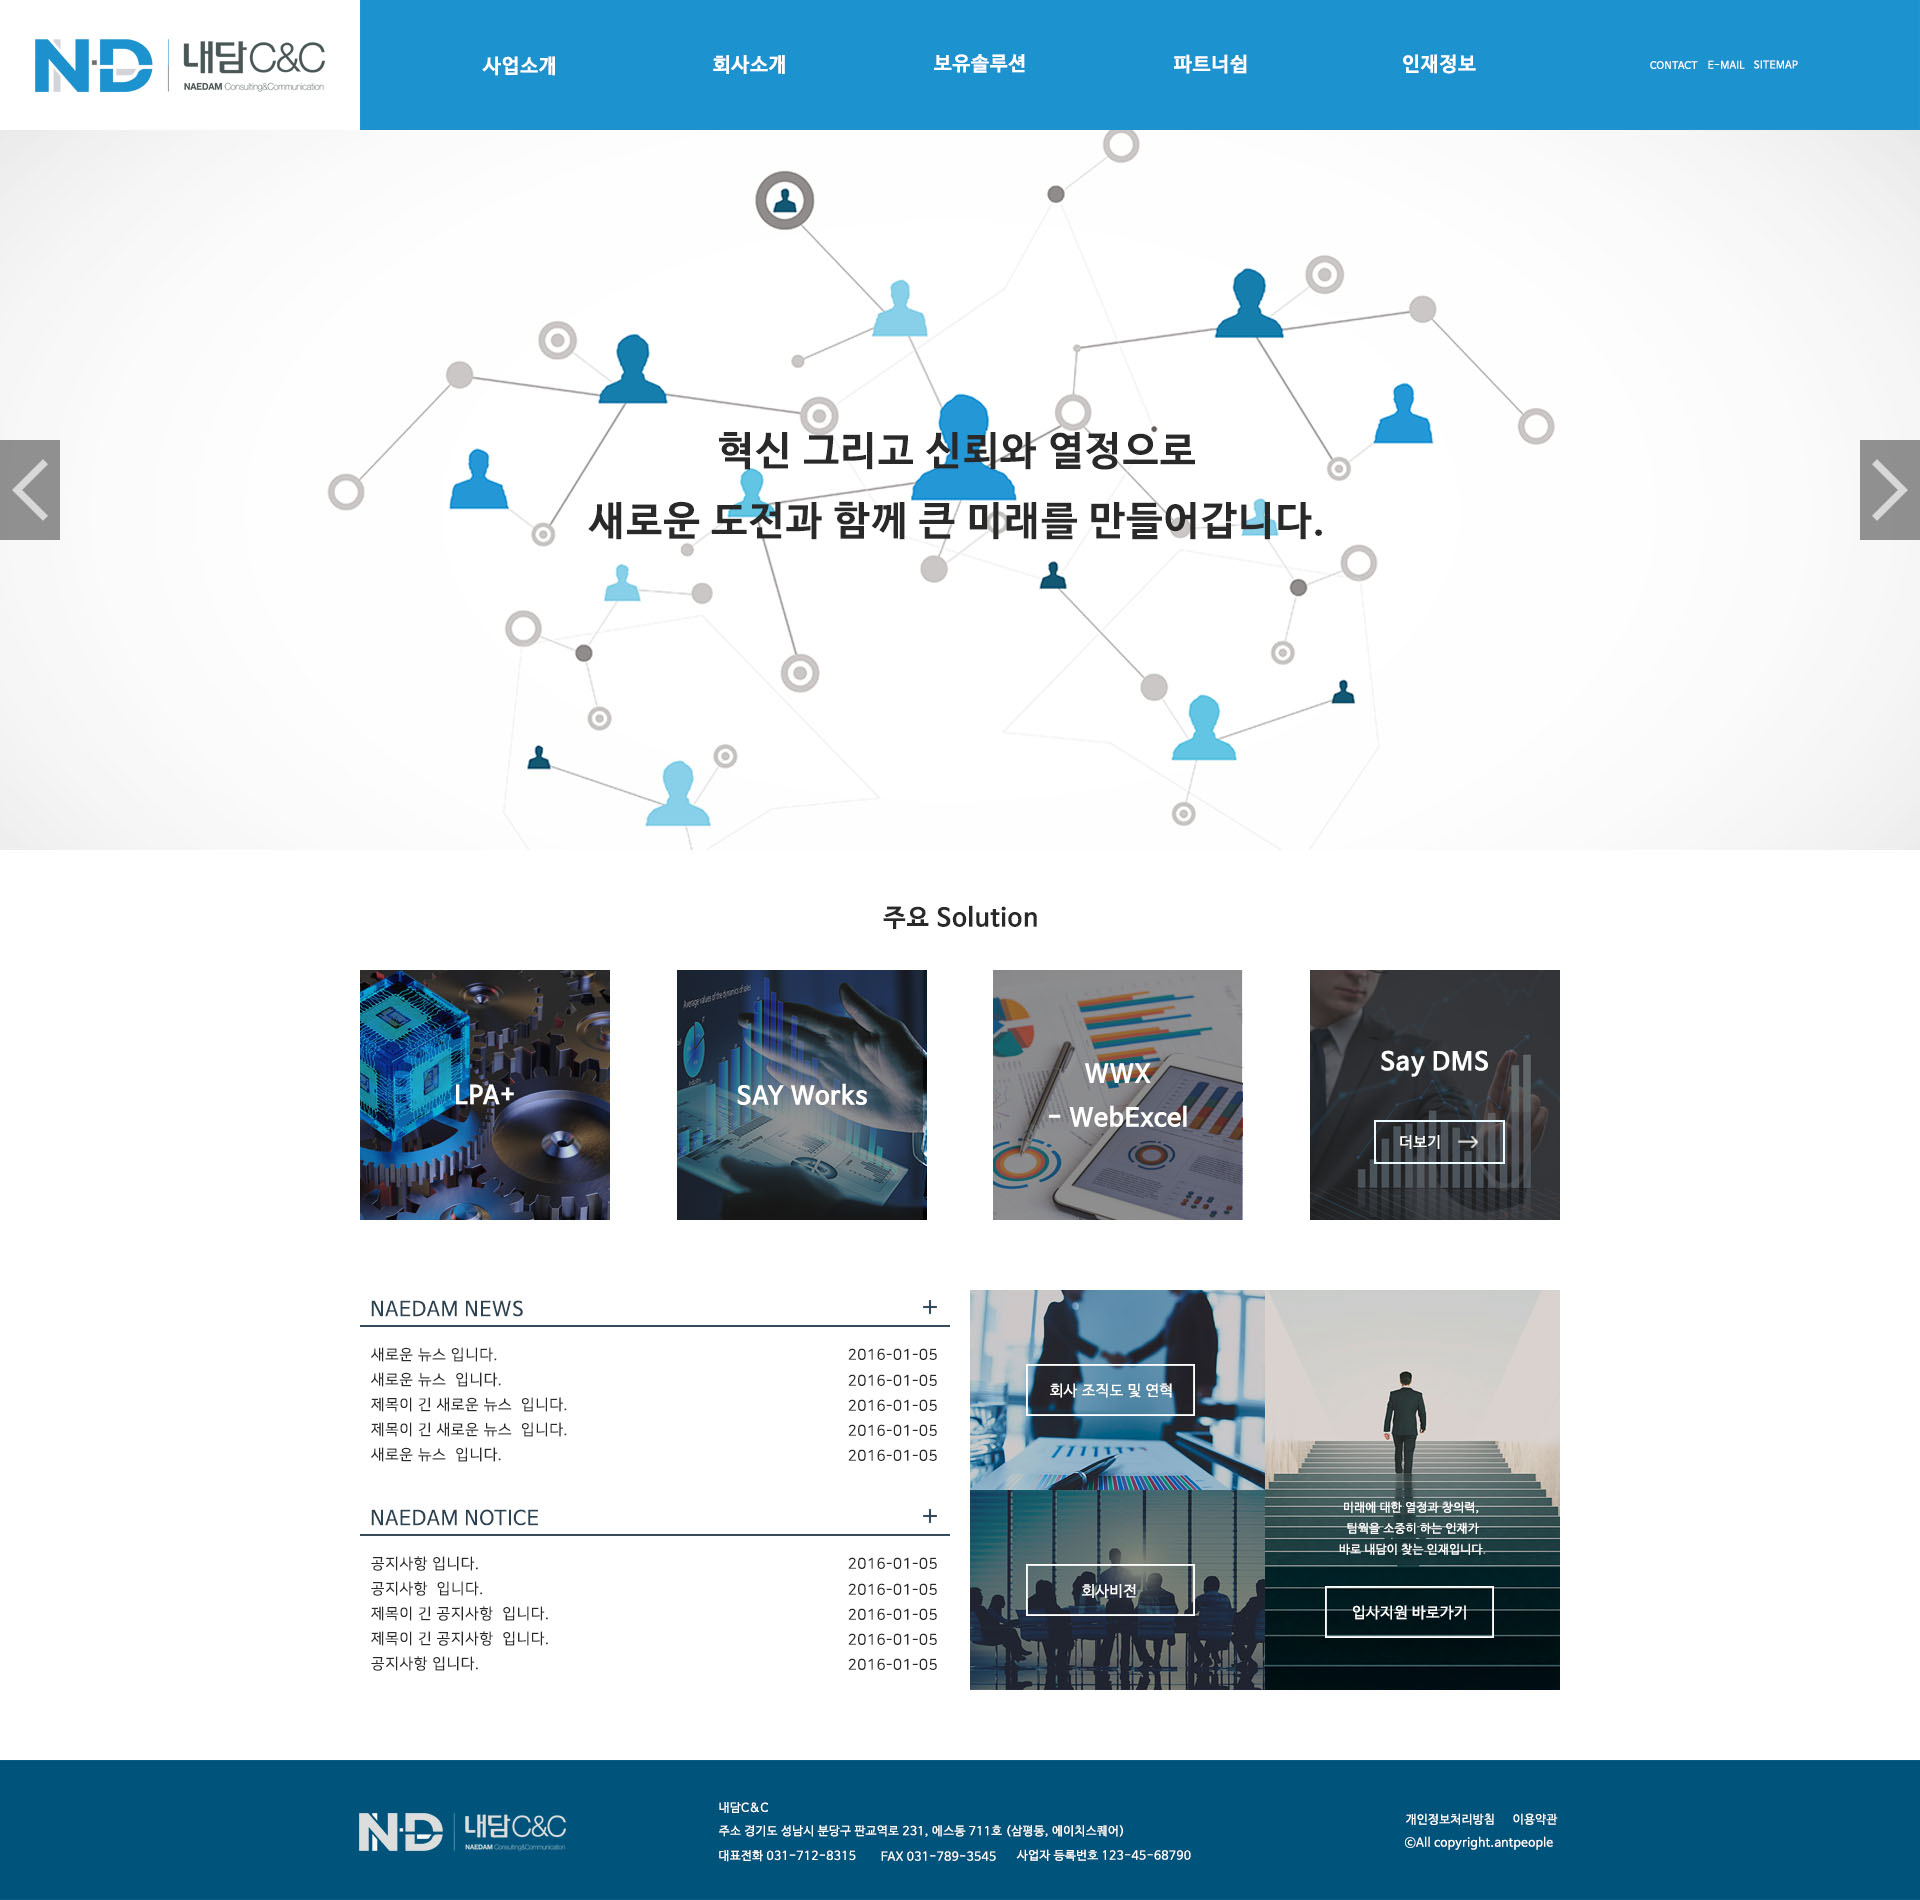 ND 내담C&C
NAEDAM Consulting&Communication
사업소개 회사소개 보유솔루션 파트너쉽 인재정보 CONTACT E-MAIL SITEMAP
혁신 그리고 신뢰와 열정으로
새로운 도전과 함께 큰 미래를 만들어갑니다.
주요 Solution
Average values of the dynamics of sales
LPA+
SAY Works
WWX
- WebExcel
Say DMS
더보기
NAEDAM NEWS +
새로운 뉴스 입니다. 2016-01-05
새로운 뉴스 입니다. 2016-01-05
제목이 긴 새로운 뉴스 입니다. 2016-01-05
제목이 긴 새로운 뉴스 입니다. 2016-01-05
새로운 뉴스 입니다. 2016-01-05
NAEDAM NOTICE +
공지사항 입니다. 2016-01-05
공지사항 입니다. 2016-01-05
제목이 긴 공지사항 입니다. 2016-01-05
제목이 긴 공지사항 입니다. 2016-01-05
공지사항 입니다. 2016-01-05
회사 조직도 및 연혁
회사비전
미래에 대한 열정과 창의력,
팀웍을 소중히 하는 인재가
바로 내담이 찾는 인재입니다.
입사지원 바로가기
ND 내담C&C
NAEDAM Consulting&Communication
내담C&C
주소 경기도 성남시 분당구 판교역로 231, 에스동 711호 (삼평동, 에이치스퀘어)
대표전화 031-712-8315 FAX 031-789-3545 사업자 등록번호 123-45-68790
개인정보처리방침 이용약관
©All copyright.antpeople